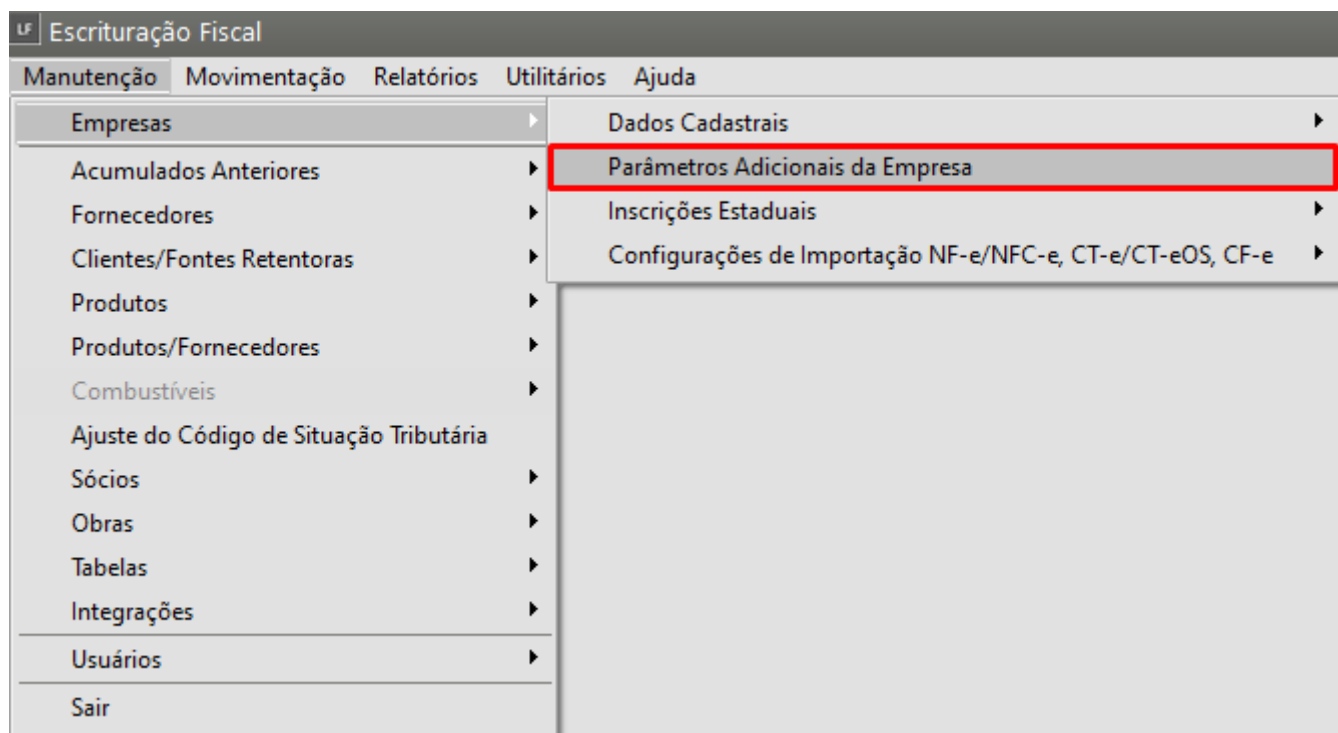 LF Escrituração Fiscal
Manutenção Movimentação Relatórios Utilitários Ajuda
Empresas
Acumulados Anteriores
Fornecedores
Clientes/Fontes Retentoras
Produtos
Produtos/Fornecedores
Combustíveis
Ajuste do Código de Situação Tributária
Sócios
Obras
Tabelas
Integrações
Usuários
Sair
Dados Cadastrais
Parâmetros Adicionais da Empresa
Inscrições Estaduais
Configurações de Importação NF-e/NFC-e, CT-e/CT-eOS, CF-e